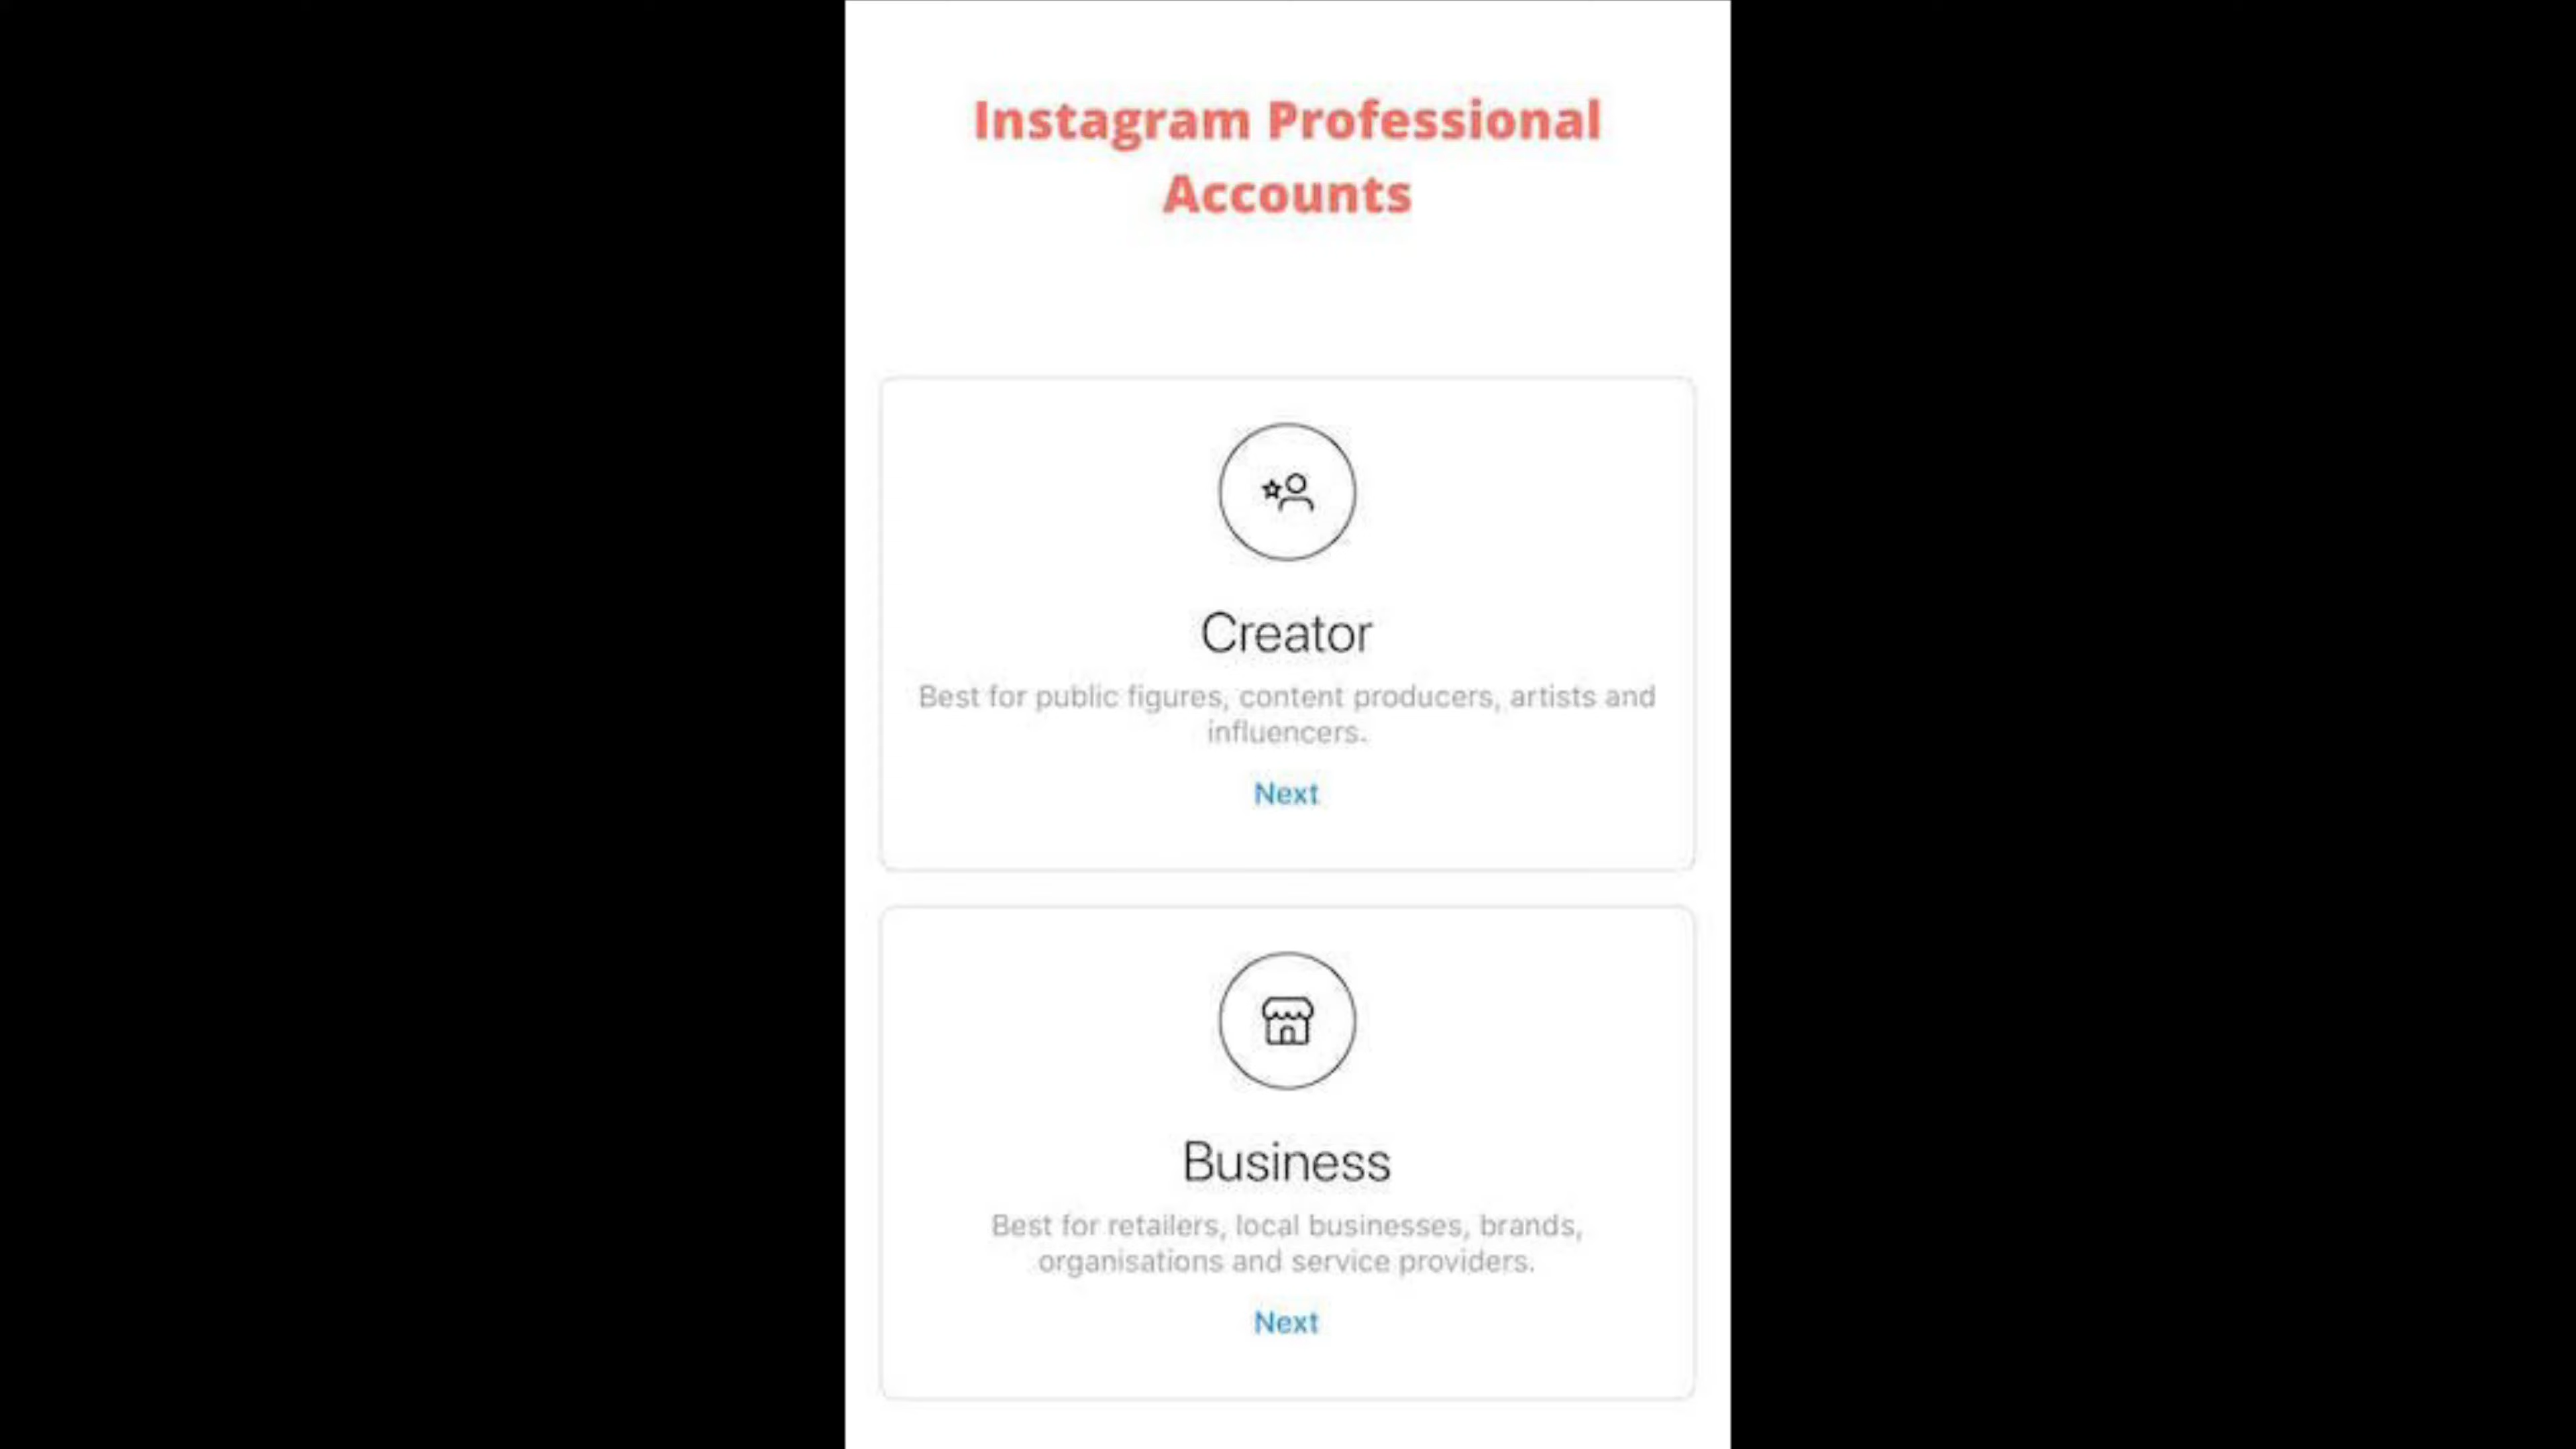 Instagram Professional
Accounts
Creator
Best for public figures, content producers, artists and
influencers.
Next
Business
Best for retailers, local businesses, brands,
organisations and service providers.
Next